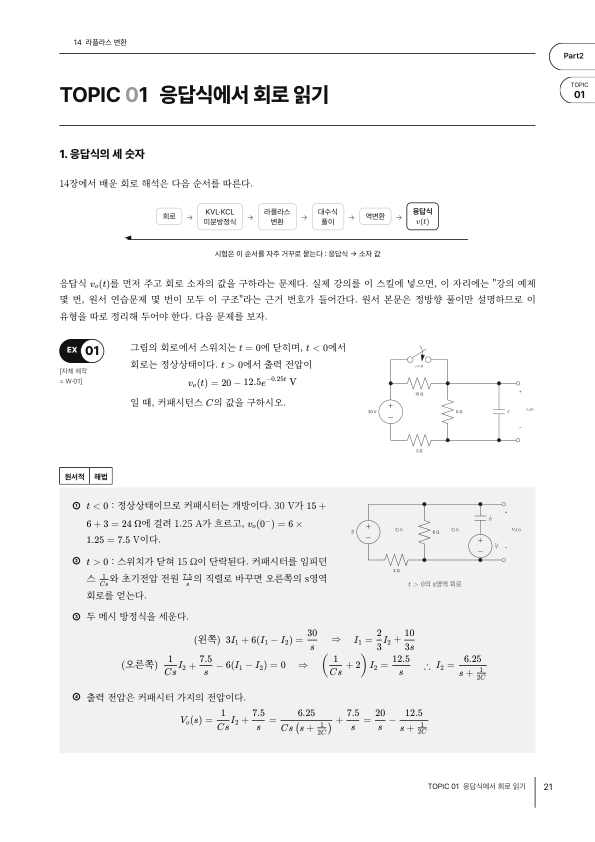 14 라플라스 변환
Part2
TOPIC
01
TOPIC 01 응답식에서 회로 읽기
1. 응답식의 세 숫자
14장에서 배운 회로 해석은 다음 순서를 따른다.
회로 → KVL·KCL 미분방정식 → 라플라스 변환 → 대수식 풀이 → 역변환 → 응답식 v(t)
시험은 이 순서를 자주 거꾸로 묻는다 : 응답식 → 소자 값
응답식 vₒ(t)를 먼저 주고 회로 소자의 값을 구하라는 문제다. 실제 강의를 이 스킬에 넣으면, 이 자리에는 "강의 예제
몇 번, 원서 연습문제 몇 번이 모두 이 구조"라는 근거 번호가 들어간다. 원서 본문은 정방향 풀이만 설명하므로 이
유형을 따로 정리해 두어야 한다. 다음 문제를 보자.
EX 01
[자체 제작
= W-01]
그림의 회로에서 스위치는 t = 0에 닫히며, t < 0에서
회로는 정상상태이다. t > 0에서 출력 전압이
vₒ(t) = 20 − 12.5e^{−0.25t} V
일 때, 커패시턴스 C의 값을 구하시오.
t=0
10 Ω
30 V
+
−
6 Ω
C
+
−
3 Ω
원서적 해법
① t < 0 : 정상상태이므로 커패시터는 개방이다. 30 V가 15 +
6 + 3 = 24 Ω에 걸려 1.25 A가 흐르고, vₒ(0⁻) = 6 ×
1.25 = 7.5 V이다.
② t > 0 : 스위치가 닫혀 15 Ω이 단락된다. 커패시터를 임피던
스 1/Cs와 초기전압 전원 7.5/s의 직렬로 바꾸면 오른쪽의 s영역
회로를 얻는다.
+
−
6 Ω
+
−
3 Ω
t > 0의 s영역 회로
③ 두 메시 방정식을 세운다.
(왼쪽) 3I₁ + 6(I₁ − I₂) = 30/s ⇒ I₁ = 2/3 I₂ + 10/3s
(오른쪽) 1/Cs I₂ + 7.5/s − 6(I₁ − I₂) = 0 ⇒ (1/Cs + 2) I₂ = 12.5/s ∴ I₂ = 6.25/(s + 1/2C)
④ 출력 전압은 커패시터 가지의 전압이다.
Vₒ(s) = 1/Cs I₂ + 7.5/s = 6.25/(Cs (s + 1/2C)) + 7.5/s = 20/s − 12.5/(s + 1/2C)
TOPIC 01 응답식에서 회로 읽기 21